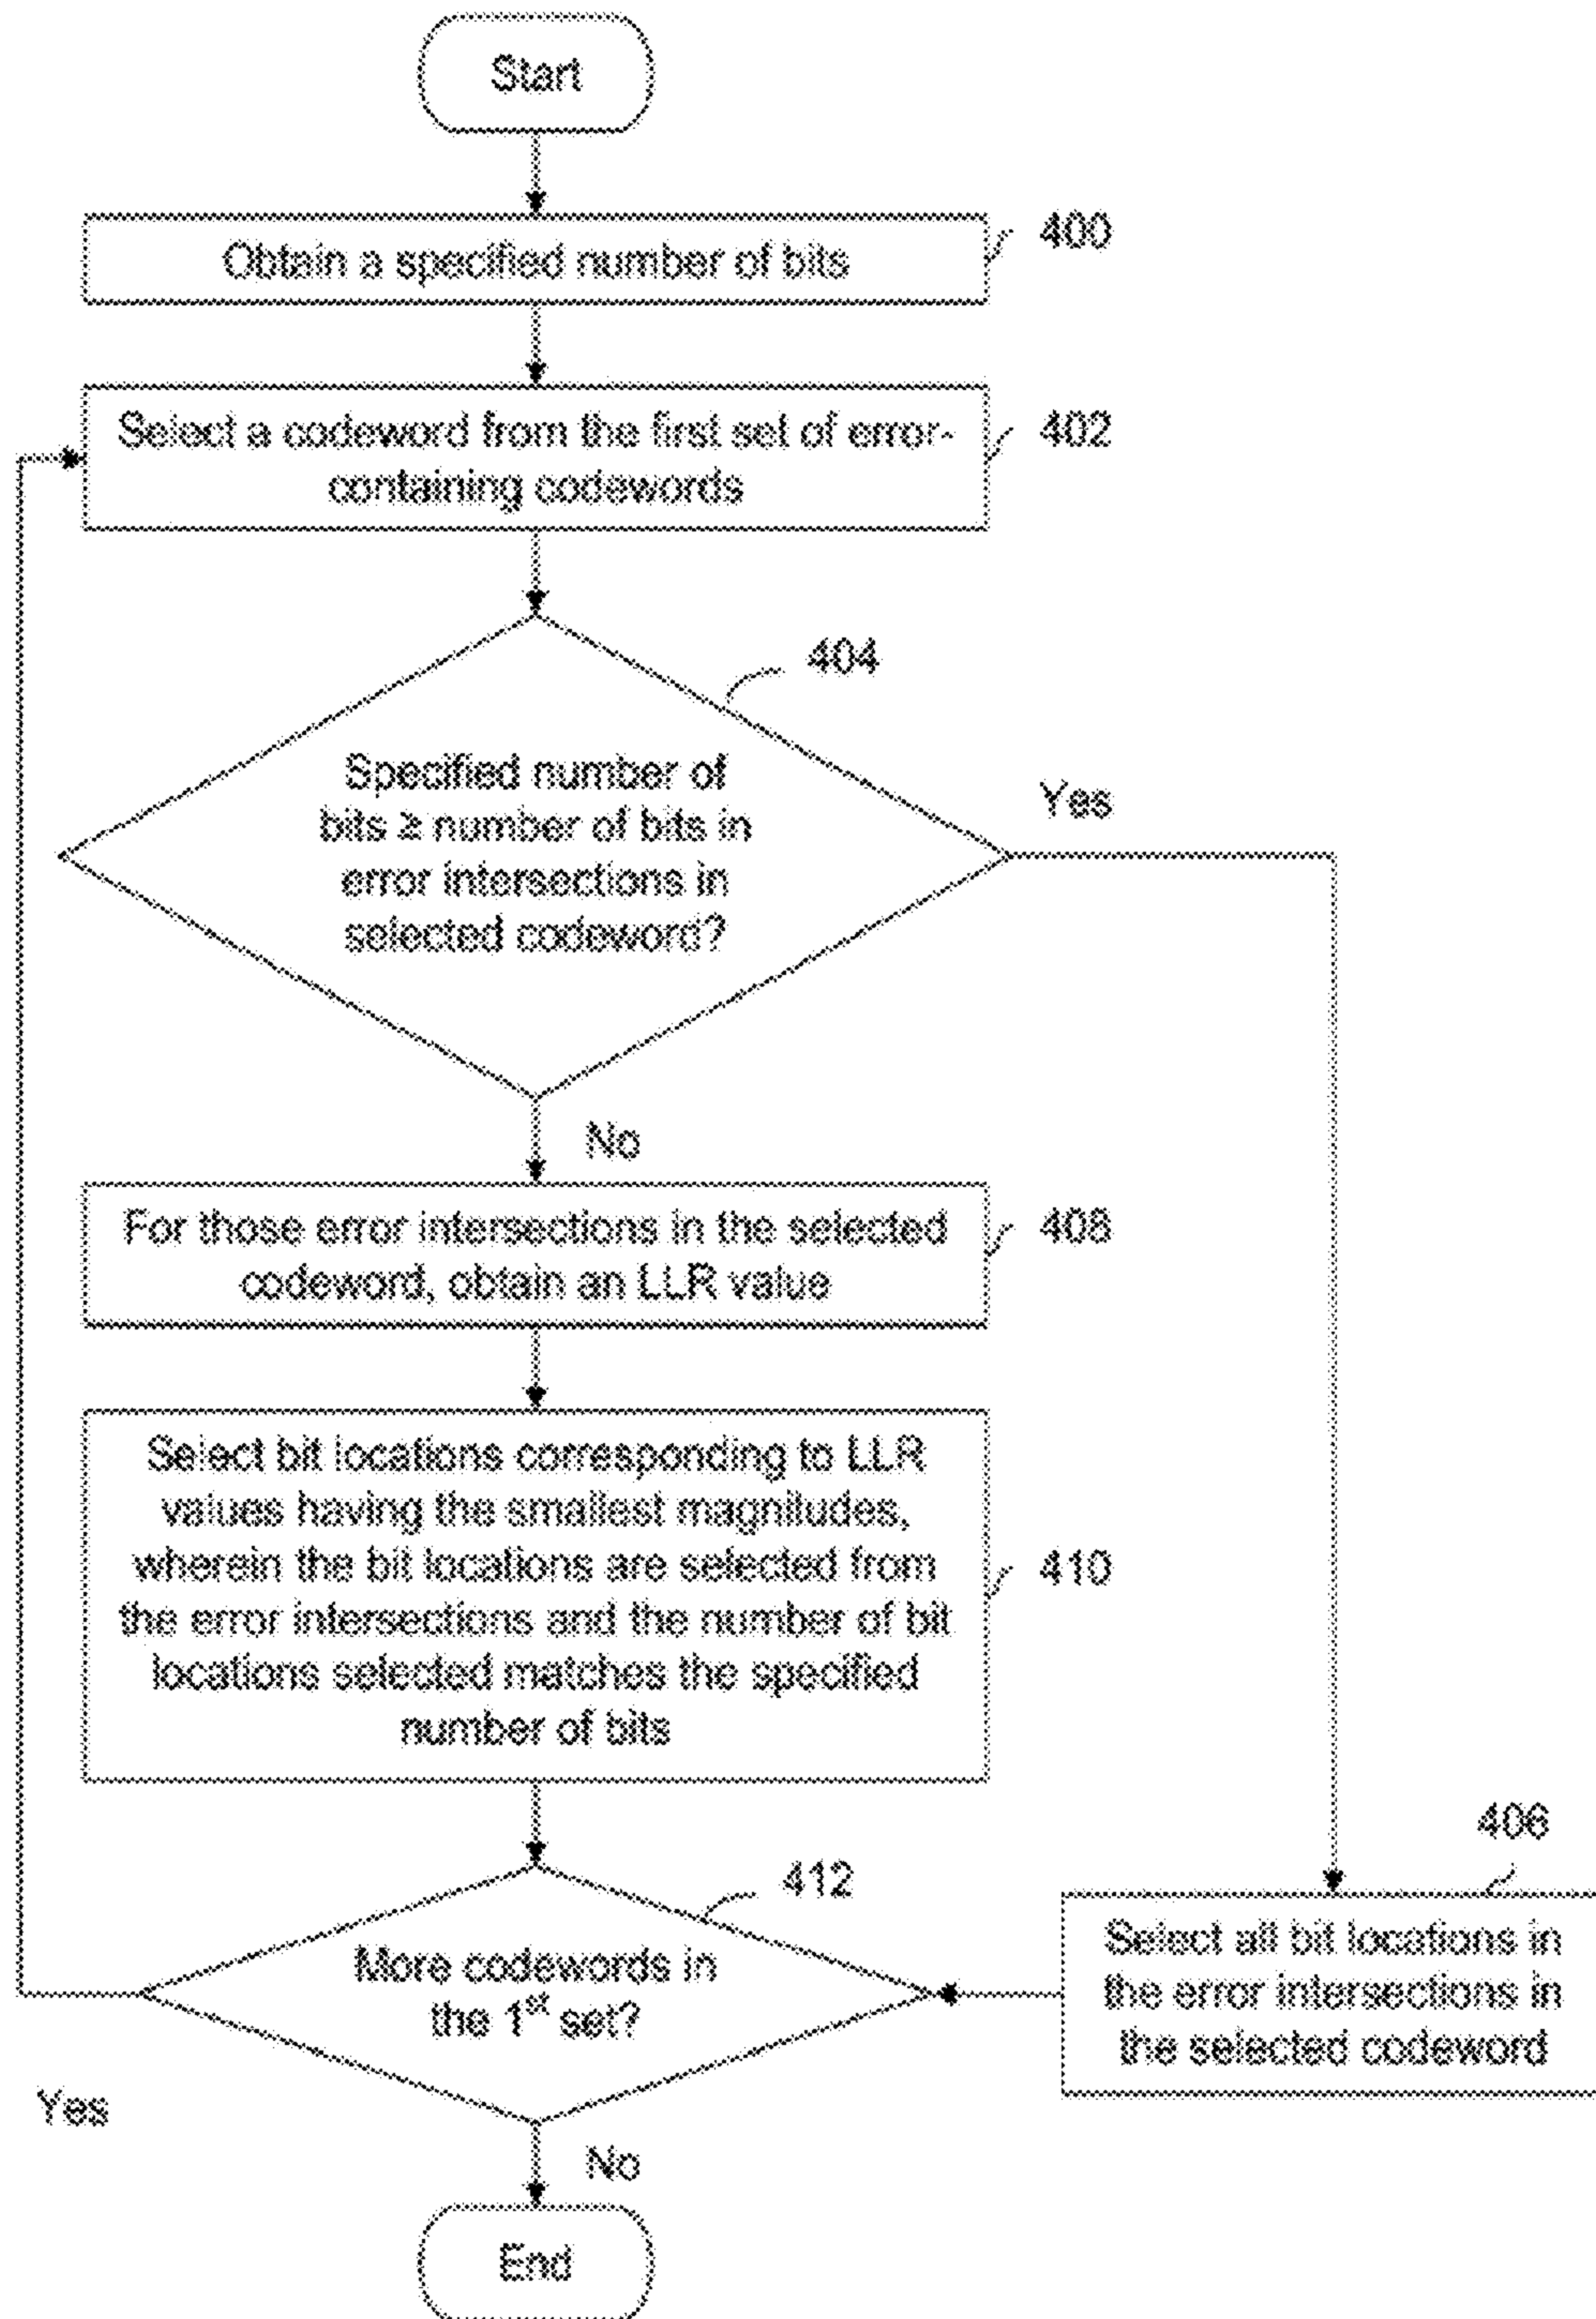 Start
Obtain a specified number of bits
400
Select a codeword from the first set of error-
containing codewords
402
404
Specified number of
bits ≥ number of bits in
error intersections in
selected codeword?
Yes
No
For those error intersections in the selected
codeword, obtain an LLR value
408
Select bit locations corresponding to LLR
values having the smallest magnitudes,
wherein the bit locations are selected from
the error intersections and the number of bit
locations selected matches the specified
number of bits
410
406
Select all bit locations in
the error intersections in
the selected codeword
412
More codewords in
the 1st set?
Yes
No
End